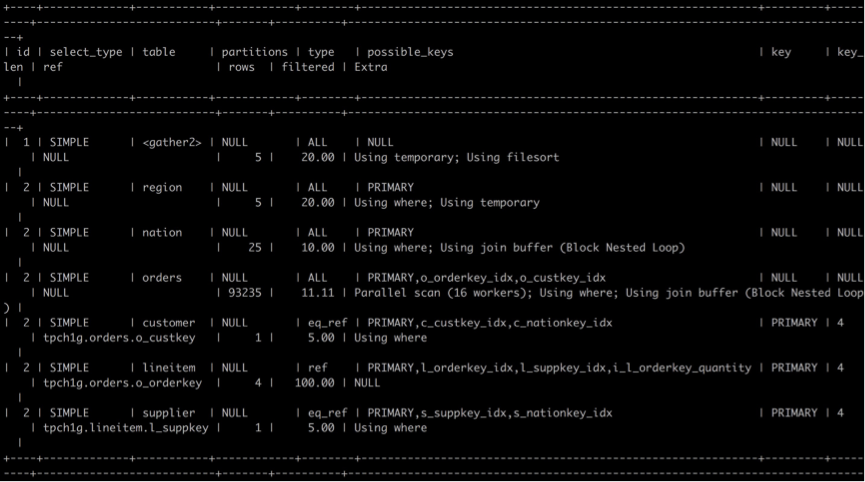 +----+-------------+-----------+------------+--------+------------------------------------------------------+---------+------
----+-----------------------+-------+----------+------------------------------------------------------------------------------
--+
| id | select_type | table | partitions | type | possible_keys | key | key_
len | ref | rows | filtered | Extra
|
+----+-------------+-----------+------------+--------+------------------------------------------------------+---------+------
----+-----------------------+-------+----------+------------------------------------------------------------------------------
--+
| 1 | SIMPLE | <gather2> | NULL | ALL | NULL | NULL | NULL
| NULL | 5 | 20.00 | Using temporary; Using filesort
|
| 2 | SIMPLE | region | NULL | ALL | PRIMARY | NULL | NULL
| NULL | 5 | 20.00 | Using where; Using temporary
|
| 2 | SIMPLE | nation | NULL | ALL | PRIMARY | NULL | NULL
| NULL | 25 | 10.00 | Using where; Using join buffer (Block Nested Loop)
|
| 2 | SIMPLE | orders | NULL | ALL | PRIMARY,o_orderkey_idx,o_custkey_idx | NULL | NULL
| NULL | 93235 | 11.11 | Parallel scan (16 workers); Using where; Using join buffer (Block Nested Loop
) |
| 2 | SIMPLE | customer | NULL | eq_ref | PRIMARY,c_custkey_idx,c_nationkey_idx | PRIMARY | 4
| tpch1g.orders.o_custkey | 1 | 5.00 | Using where
|
| 2 | SIMPLE | lineitem | NULL | ref | PRIMARY,l_orderkey_idx,l_suppkey_idx,i_l_orderkey_quantity | PRIMARY | 4
| tpch1g.orders.o_orderkey | 4 | 100.00 | NULL
|
| 2 | SIMPLE | supplier | NULL | eq_ref | PRIMARY,s_suppkey_idx,s_nationkey_idx | PRIMARY | 4
| tpch1g.lineitem.l_suppkey | 1 | 5.00 | Using where
|
+----+-------------+-----------+------------+--------+------------------------------------------------------+---------+------
----+-----------------------+-------+----------+------------------------------------------------------------------------------